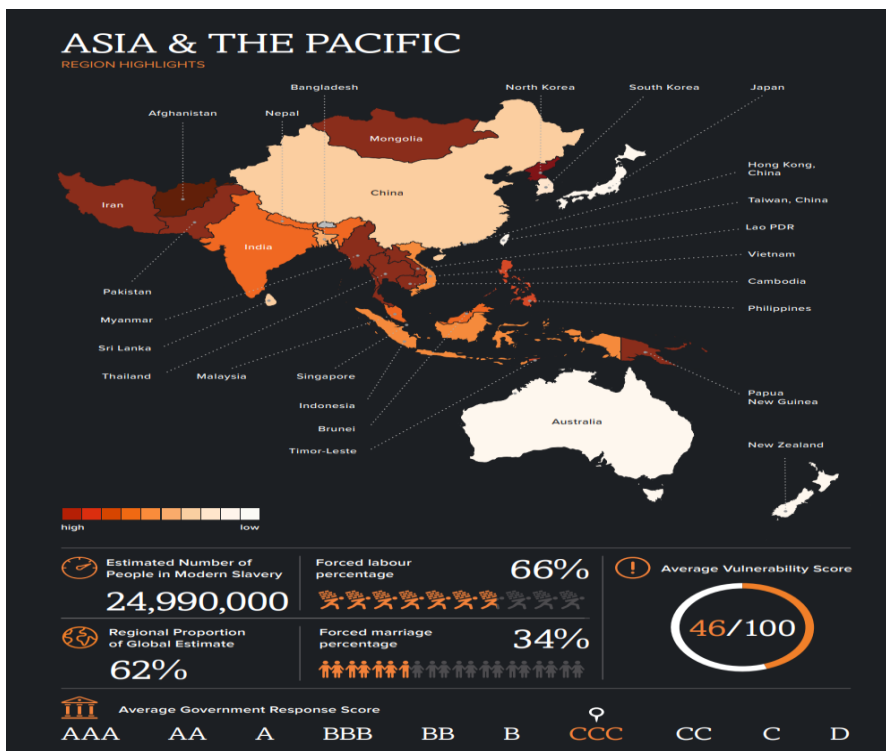 ASIA & THE PACIFIC
REGION HIGHLIGHTS
Bangladesh
North Korea
South Korea
Japan
Afghanistan
Nepal
Mongolia
Hong Kong,
China
China
Taiwan, China
Iran
Lao PDR
India
Vietnam
Cambodia
Pakistan
Philippines
Myanmar
Sri Lanka
Thailand
Malaysia
Singapore
Indonesia
Papua
New Guinea
Brunei
Australia
Timor-Leste
New Zealand
high
low
Estimated Number of
People in Modern Slavery
24,990,000
Forced labour
percentage
66%
Average Vulnerability Score
46/100
Regional Proportion
of Global Estimate
62%
Forced marriage
percentage
34%
Average Government Response Score
AAA AA A BBB BB B CCC CC C D